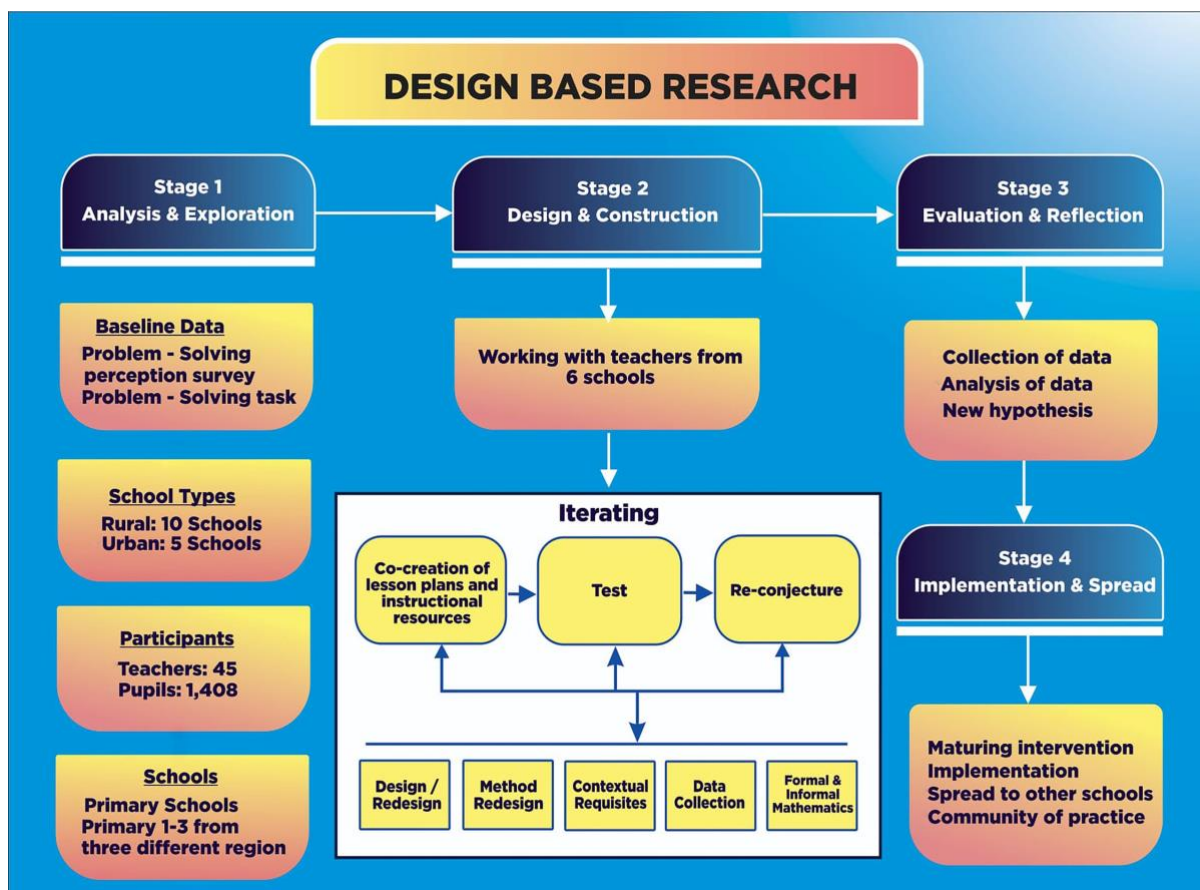 DESIGN BASED RESEARCH
Stage 1
Analysis & Exploration
Baseline Data
Problem - Solving
perception survey
Problem - Solving task
School Types
Rural: 10 Schools
Urban: 5 Schools
Participants
Teachers: 45
Pupils: 1,408
Schools
Primary Schools
Primary 1-3 from
three different region
Stage 2
Design & Construction
Working with teachers from
6 schools
Iterating
Co-creation of
lesson plans and
instructional
resources
Test
Re-conjecture
Design /
Redesign
Method
Redesign
Contextual
Requisites
Data
Collection
Formal &
Informal
Mathematics
Stage 3
Evaluation & Reflection
Collection of data
Analysis of data
New hypothesis
Stage 4
Implementation & Spread
Maturing intervention
Implementation
Spread to other schools
Community of practice